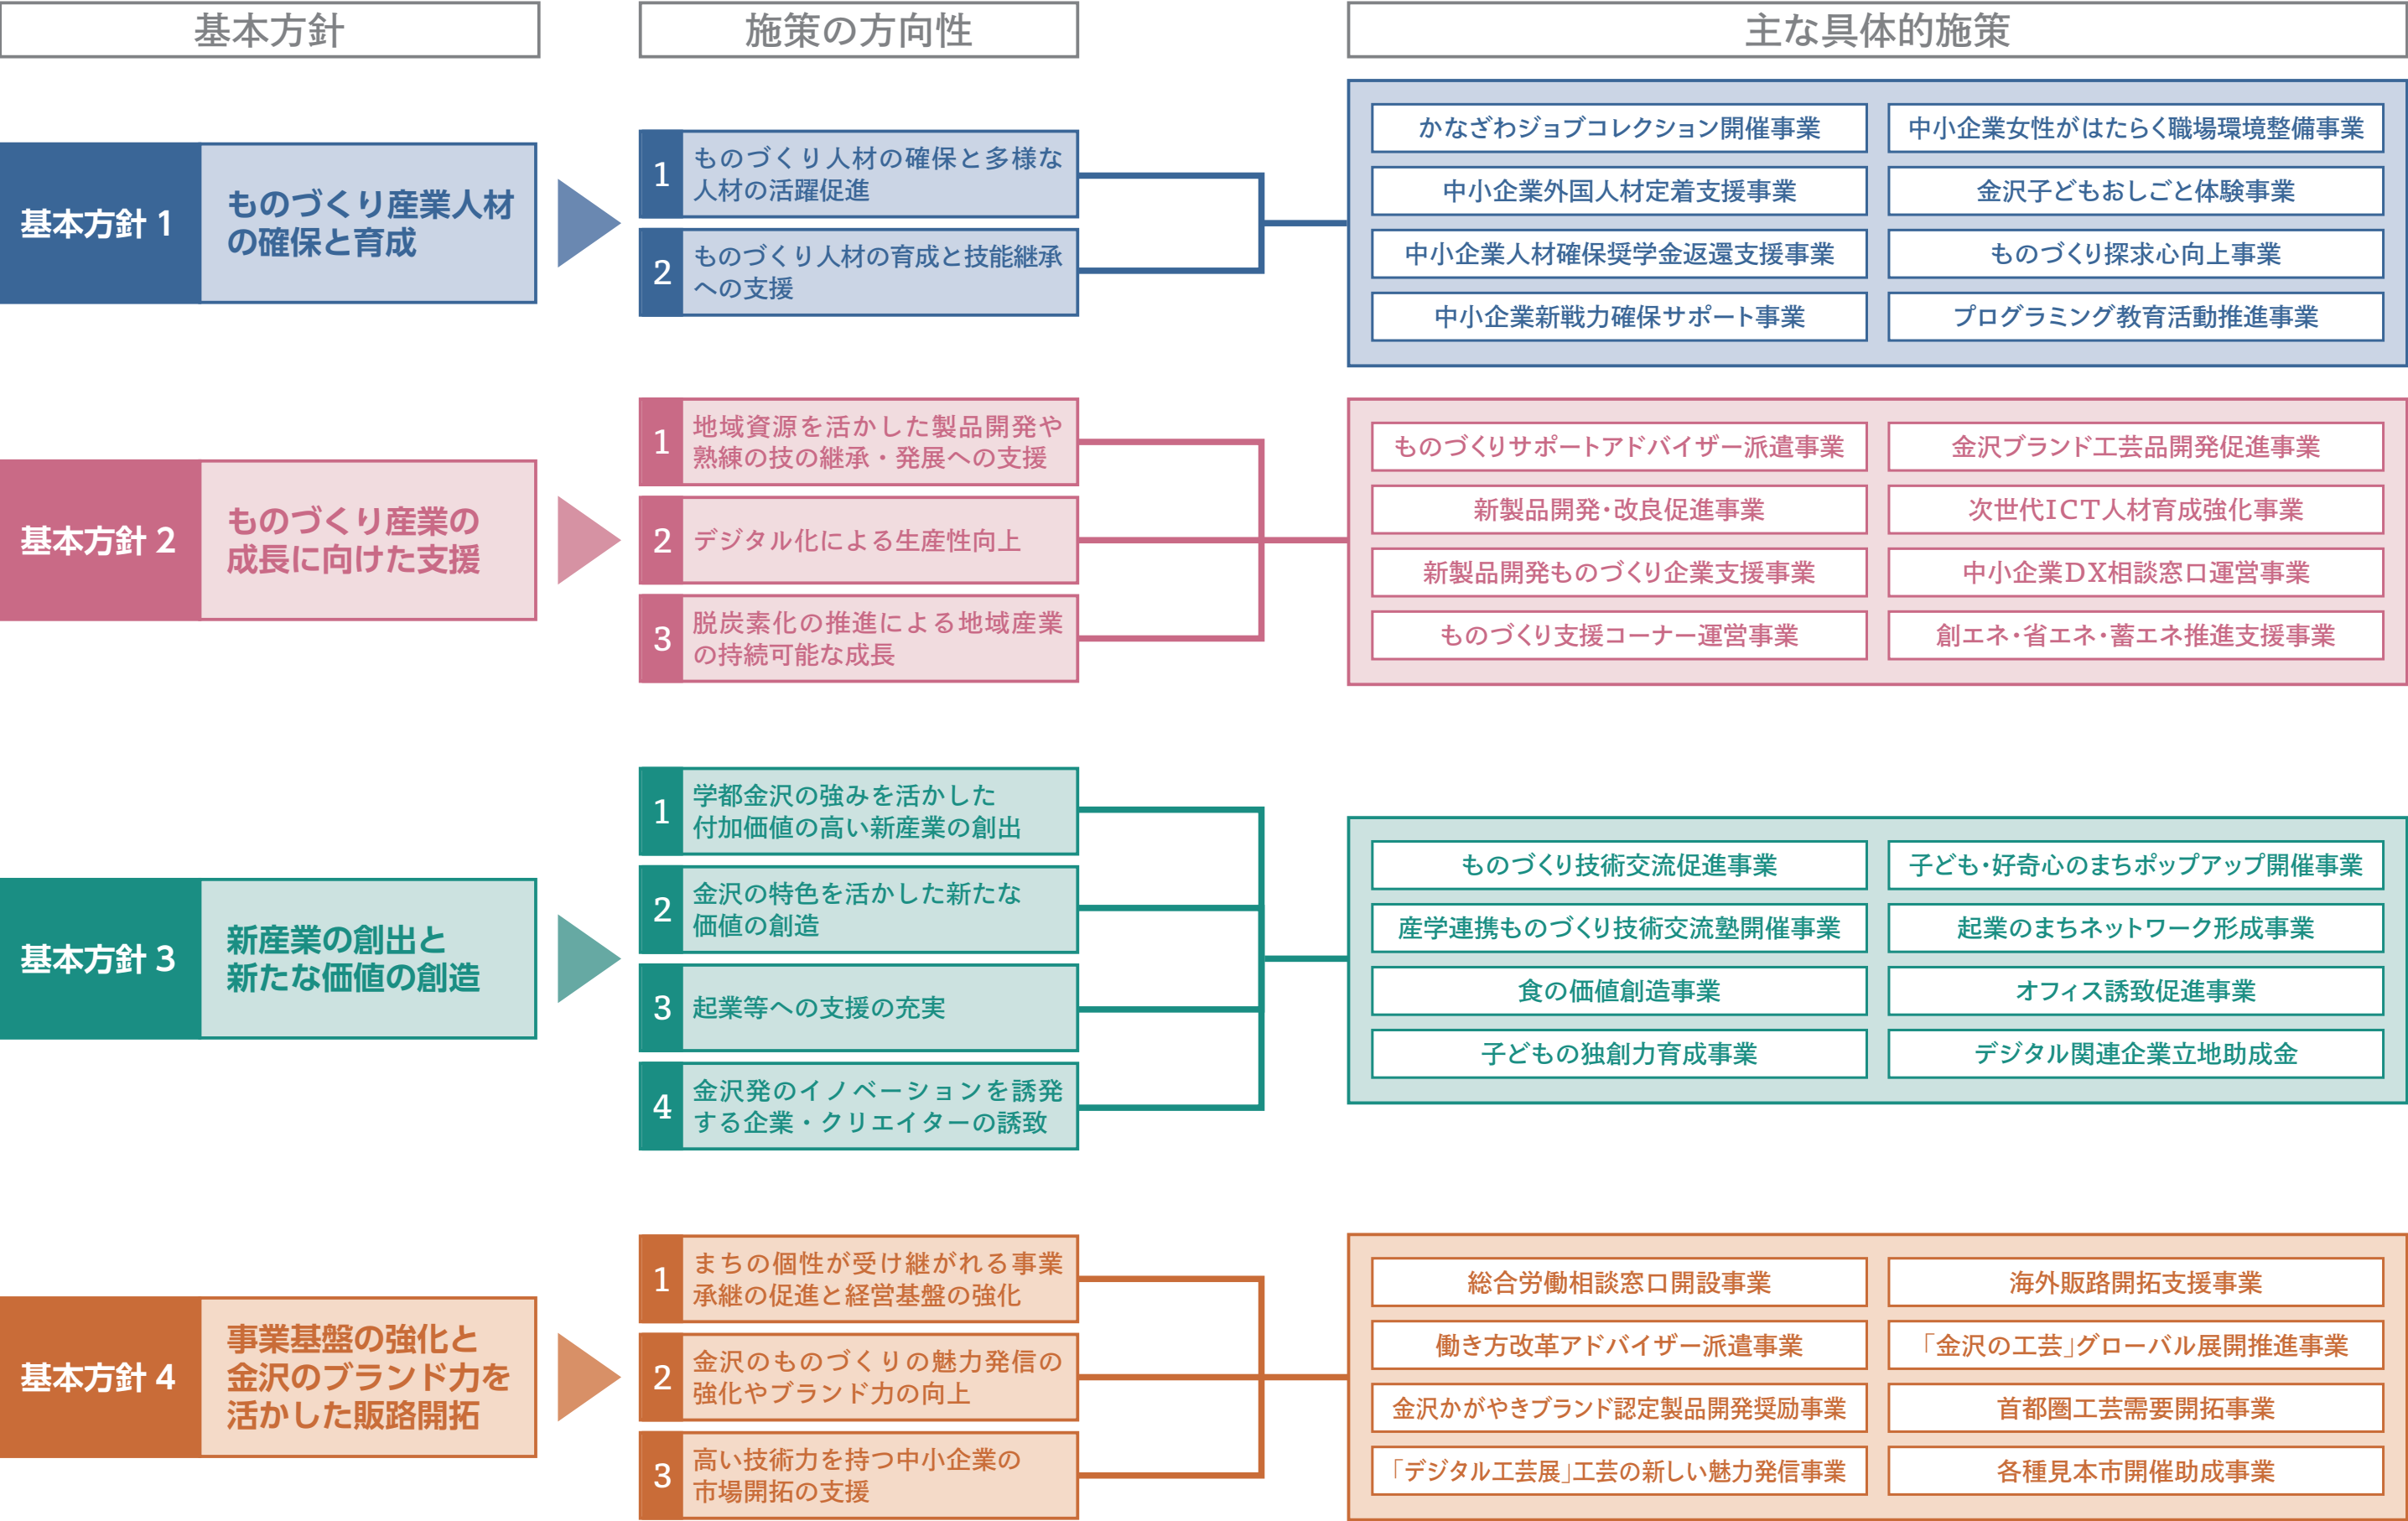 基本方針
施策の方向性
主な具体的施策
基本方針 1
ものづくり産業人材
の確保と育成
1
ものづくり人材の確保と多様な
人材の活躍促進
2
ものづくり人材の育成と技能継承
への支援
かなざわジョブコレクション開催事業
中小企業女性がはたらく職場環境整備事業
中小企業外国人材定着支援事業
金沢子どもおしごと体験事業
中小企業人材確保奨学金返還支援事業
ものづくり探求心向上事業
中小企業新戦力確保サポート事業
プログラミング教育活動推進事業
基本方針 2
ものづくり産業の
成長に向けた支援
1
地域資源を活かした製品開発や
熟練の技の継承・発展への支援
2
デジタル化による生産性向上
3
脱炭素化の推進による地域産業
の持続可能な成長
ものづくりサポートアドバイザー派遣事業
金沢ブランド工芸品開発促進事業
新製品開発・改良促進事業
次世代ICT人材育成強化事業
新製品開発ものづくり企業支援事業
中小企業DX相談窓口運営事業
ものづくり支援コーナー運営事業
創エネ・省エネ・蓄エネ推進支援事業
基本方針 3
新産業の創出と
新たな価値の創造
1
学都金沢の強みを活かした
付加価値の高い新産業の創出
2
金沢の特色を活かした新たな
価値の創造
3
起業等への支援の充実
4
金沢発のイノベーションを誘発
する企業・クリエイターの誘致
ものづくり技術交流促進事業
子ども・好奇心のまちポップアップ開催事業
産学連携ものづくり技術交流塾開催事業
起業のまちネットワーク形成事業
食の価値創造事業
オフィス誘致促進事業
子どもの独創力育成事業
デジタル関連企業立地助成金
基本方針 4
事業基盤の強化と
金沢のブランド力を
活かした販路開拓
1
まちの個性が受け継がれる事業
承継の促進と経営基盤の強化
2
金沢のものづくりの魅力発信の
強化やブランド力の向上
3
高い技術力を持つ中小企業の
市場開拓の支援
総合労働相談窓口開設事業
海外販路開拓支援事業
働き方改革アドバイザー派遣事業
「金沢の工芸」グローバル展開推進事業
金沢かがやきブランド認定製品開発奨励事業
首都圏工芸需要開拓事業
「デジタル工芸展」工芸の新しい魅力発信事業
各種見本市開催助成事業